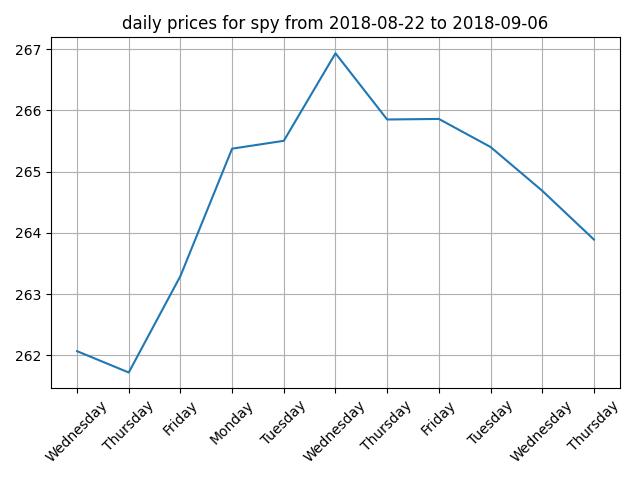 daily prices for spy from 2018-08-22 to 2018-09-06
267
266
265
264
263
262
Wednesday
Thursday
Friday
Monday
Tuesday
Wednesday
Thursday
Friday
Tuesday
Wednesday
Thursday